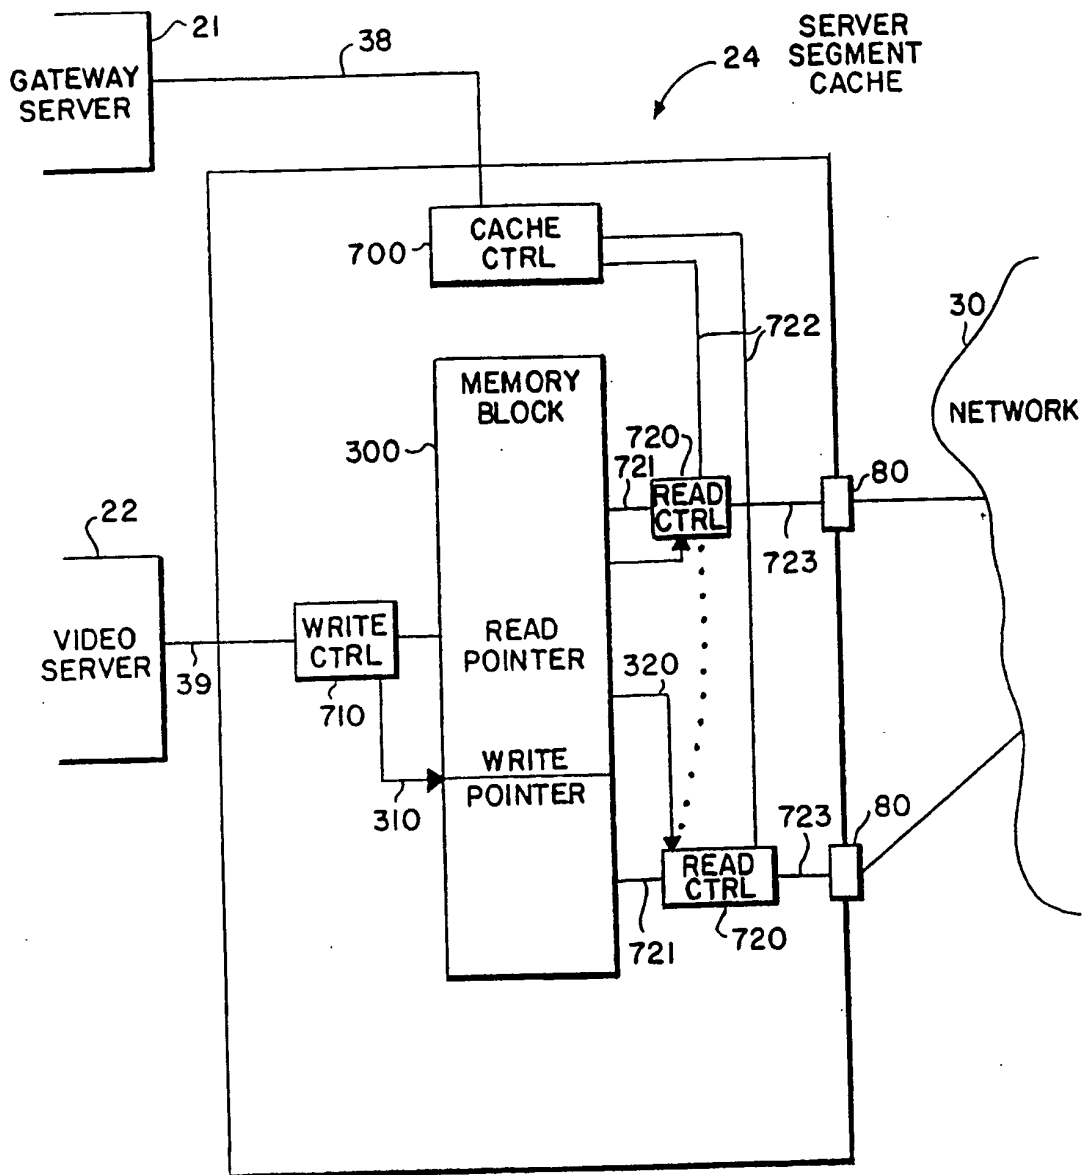 21
GATEWAY
SERVER
38
24
SERVER
SEGMENT
CACHE
700
CACHE
CTRL
722
30
NETWORK
MEMORY
BLOCK
300
720
721
READ
CTRL
723
80
22
VIDEO
SERVER
39
WRITE
CTRL
710
READ
POINTER
320
WRITE
POINTER
310
721
READ
CTRL
720
723
80